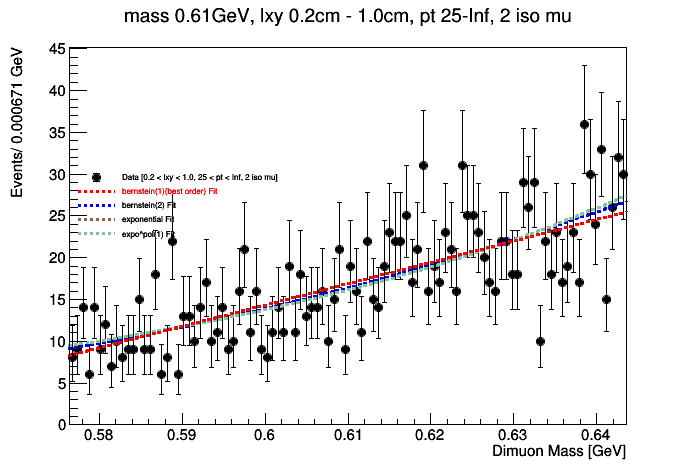 mass 0.61GeV, lxy 0.2cm - 1.0cm, pt 25-Inf, 2 iso mu
Events/ 0.000671 GeV
45
40
35
30
25
20
15
10
5
0
Data [0.2 < lxy < 1.0, 25 < pt < Inf, 2 iso mu]
bernstein(1)(best order) Fit
bernstein(2) Fit
exponential Fit
expo*pol(1) Fit
0.58 0.59 0.6 0.61 0.62 0.63 0.64
Dimuon Mass [GeV]